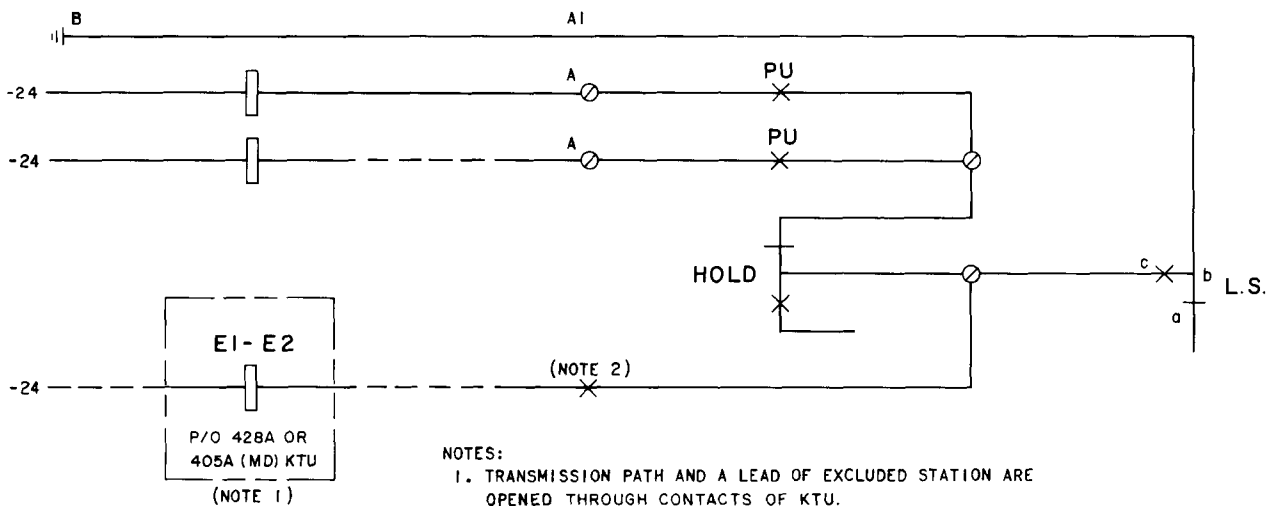 B A1
-24 A PU
-24 A PU
HOLD c b L.S.
a
E1-E2
-24 (NOTE 2)
P/O 428A OR
405A (MD) KTU
(NOTE 1)
NOTES:
1. TRANSMISSION PATH AND A LEAD OF EXCLUDED STATION ARE
OPENED THROUGH CONTACTS OF KTU.